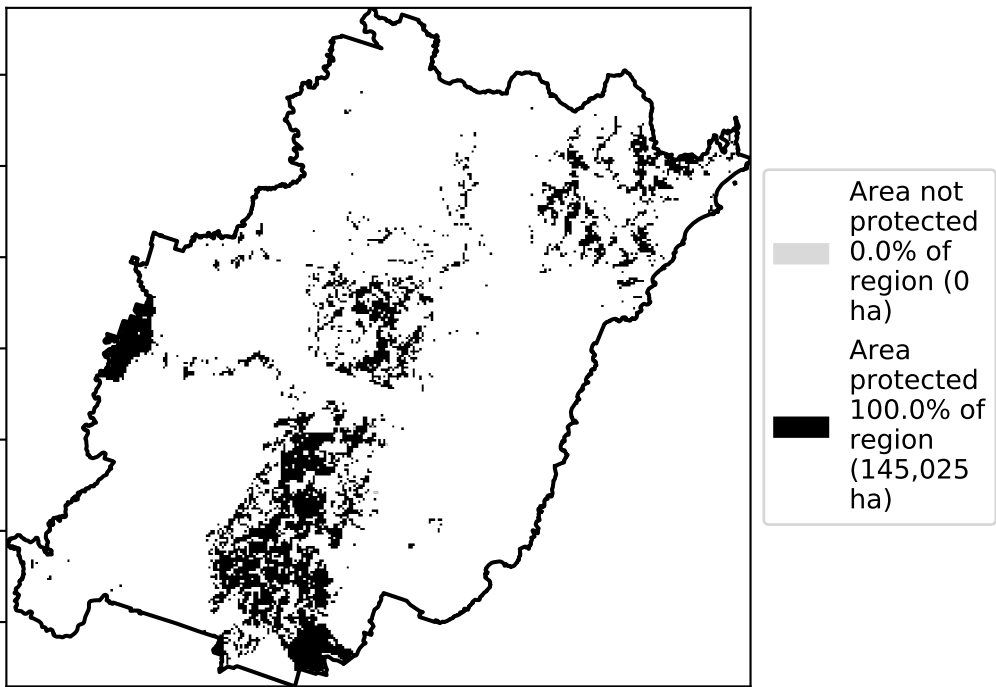 Area not
protected
0.0% of
region (0
ha)
Area
protected
100.0% of
region
(145,025
ha)